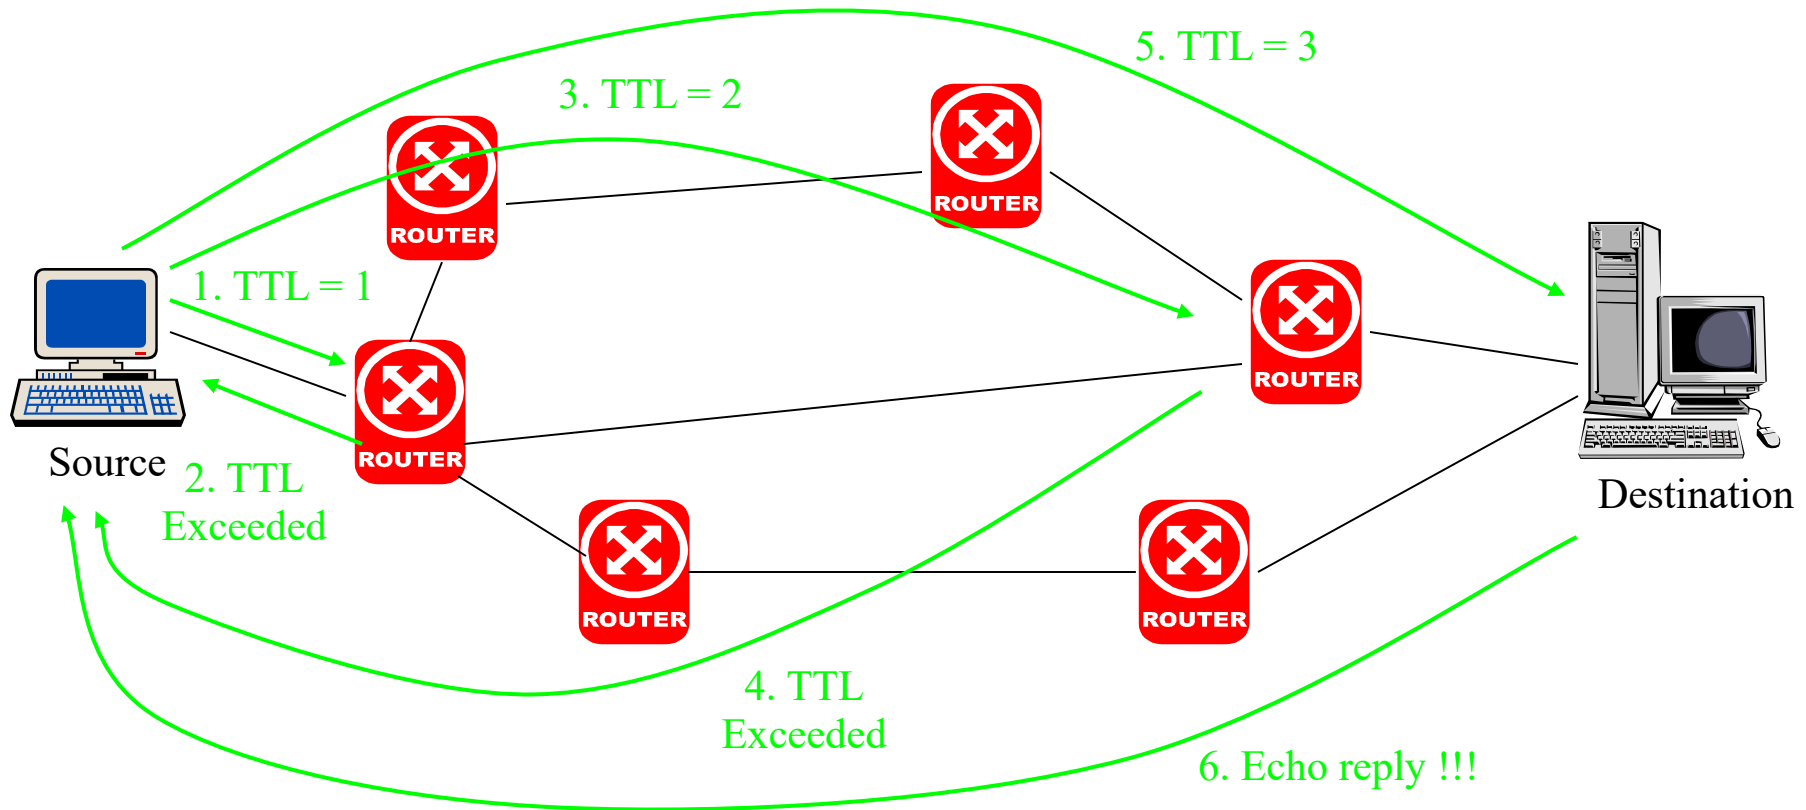 5. TTL = 3
3. TTL = 2
ROUTER
ROUTER
1. TTL = 1
ROUTER
ROUTER
Source
2. TTL
Exceeded
Destination
ROUTER
ROUTER
4. TTL
Exceeded
6. Echo reply !!!